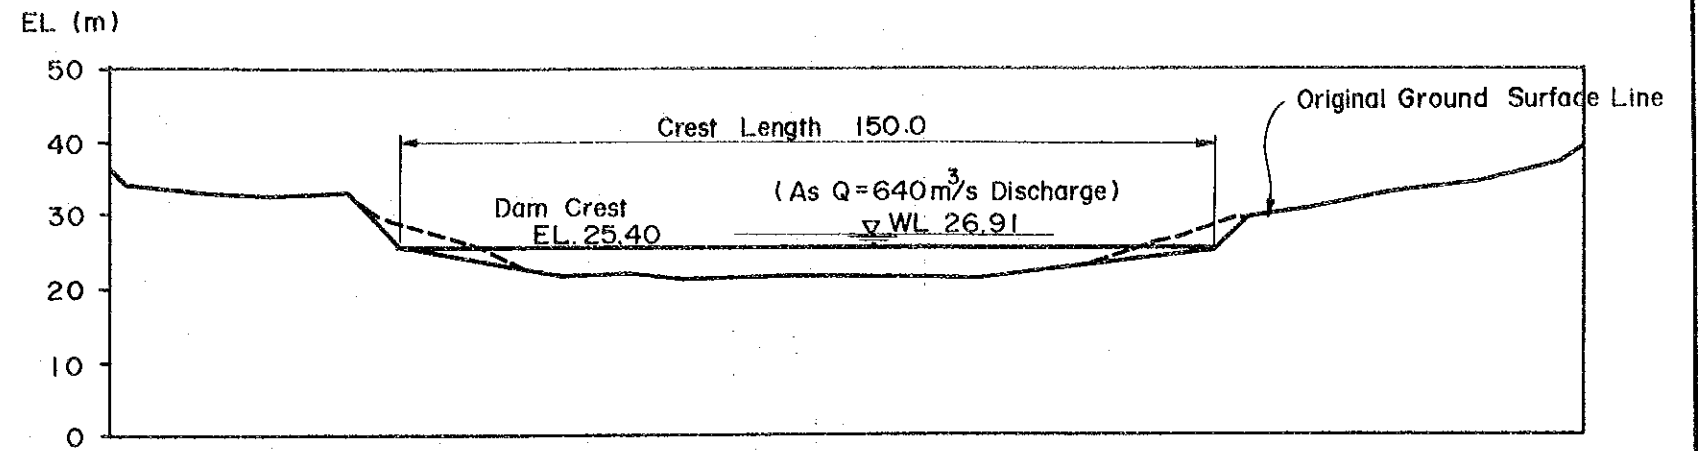 EL. (m)
50
Original Ground Surface Line
Crest Length 150.0
40
(As Q=640m³/s Discharge)
Dam Crest
30
WL 26.91
EL. 25.40
20
10
0